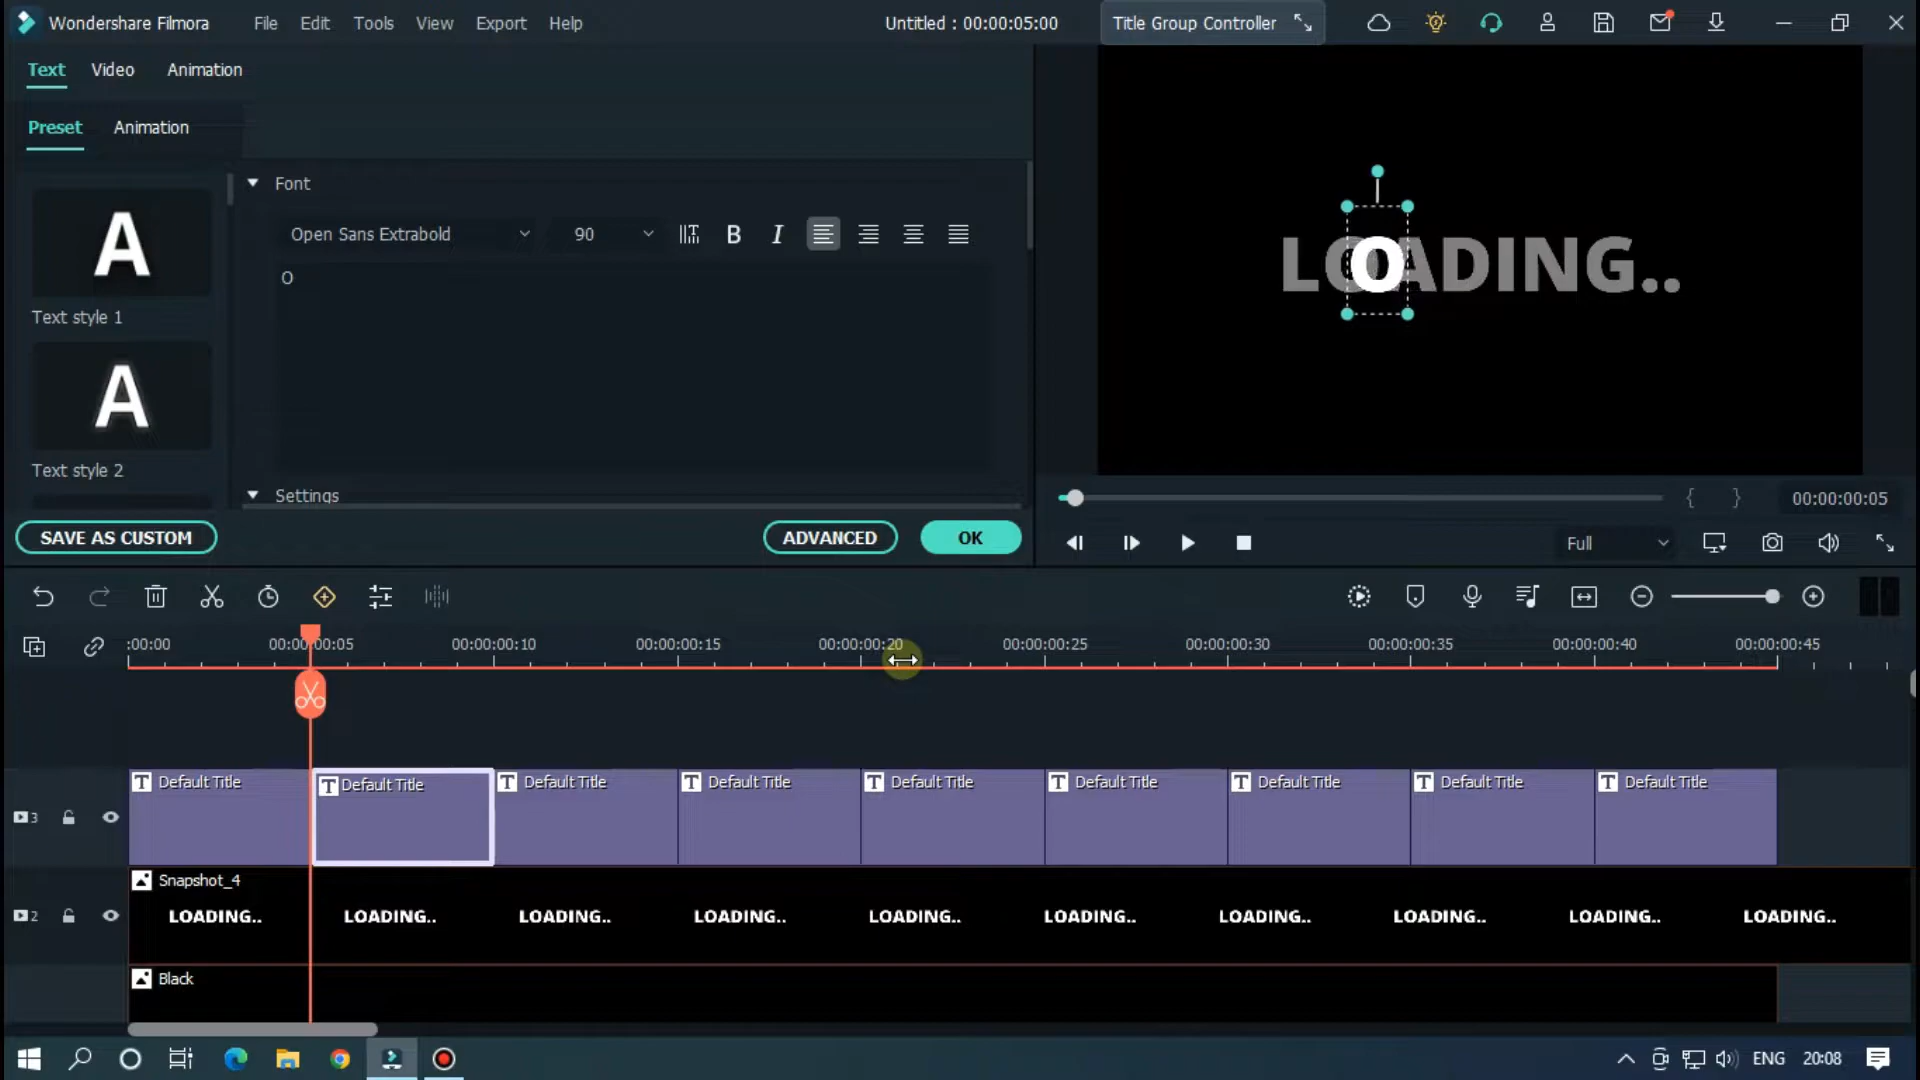 Wondershare Filmora File Edit Tools View Export Help Untitled : 00:00:05:00 Title Group Controller
Text Video Animation
Preset Animation
Font
A
Open Sans Extrabold 90 B I
O
Text style 1
A
Text style 2
Settings
SAVE AS CUSTOM ADVANCED OK
LOADING..
O
{ } 00:00:00:05
Full
:00:00 00:00:00:05 00:00:00:10 00:00:00:15 00:00:00:20 00:00:00:25 00:00:00:30 00:00:00:35 00:00:00:40 00:00:00:45
T Default Title T Default Title T Default Title T Default Title T Default Title T Default Title T Default Title T Default Title T Default Title
3
Snapshot_4
2 LOADING.. LOADING.. LOADING.. LOADING.. LOADING.. LOADING.. LOADING.. LOADING.. LOADING.. LOADING..
Black
ENG 20:08